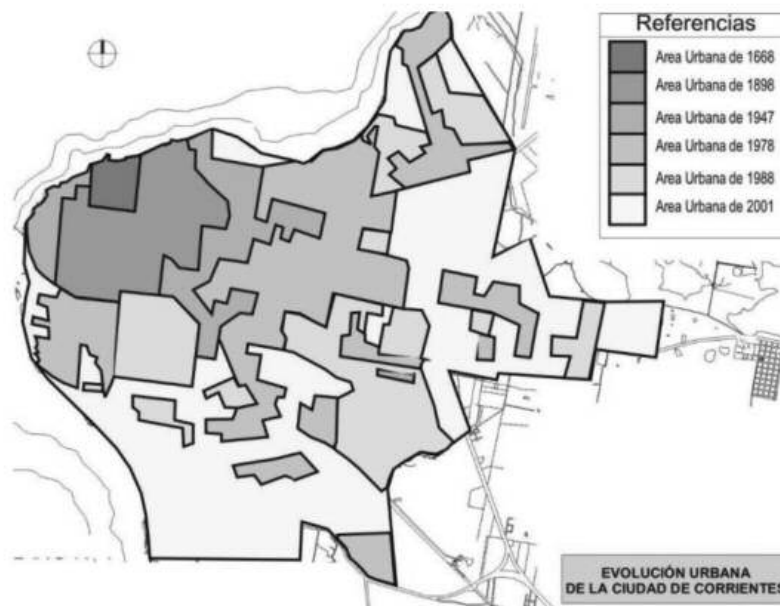 Referencias
Area Urbana de 1668
Area Urbana de 1898
Area Urbana de 1947
Area Urbana de 1978
Area Urbana de 1988
Area Urbana de 2001
EVOLUCIÓN URBANA
DE LA CIUDAD DE CORRIENTES